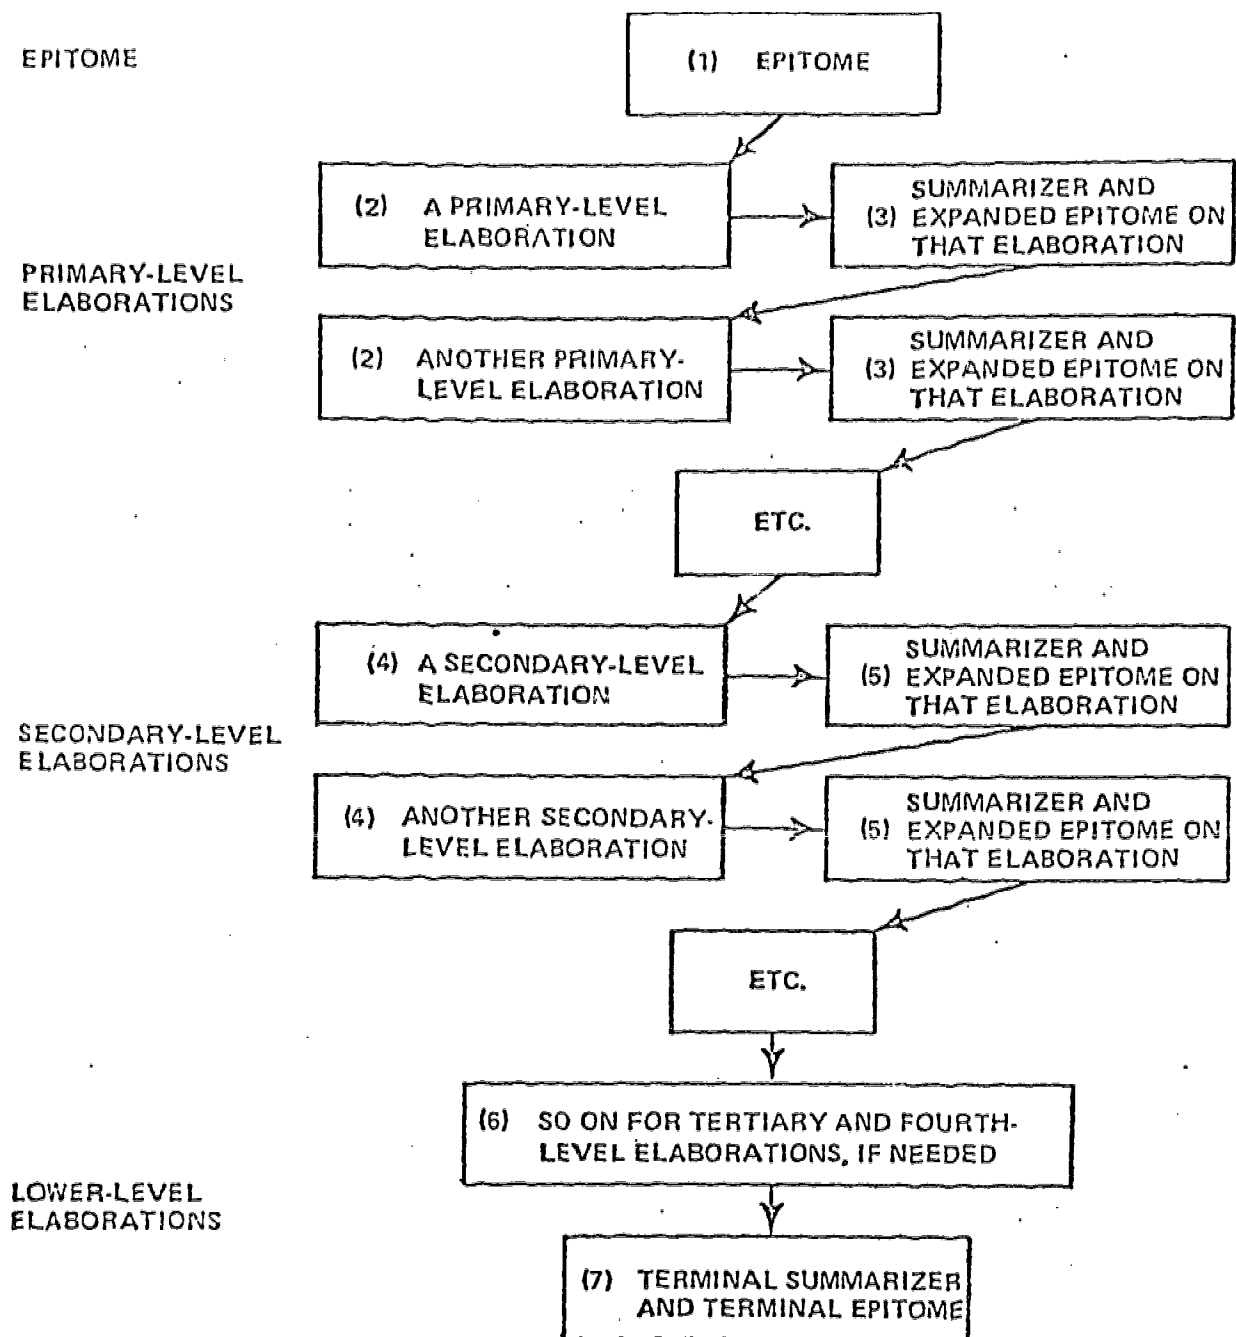 EPITOME
(1) EPITOME
(2) A PRIMARY-LEVEL
ELABORATION
SUMMARIZER AND
(3) EXPANDED EPITOME ON
THAT ELABORATION
PRIMARY-LEVEL
ELABORATIONS
(2) ANOTHER PRIMARY-
LEVEL ELABORATION
SUMMARIZER AND
(3) EXPANDED EPITOME ON
THAT ELABORATION
ETC.
(4) A SECONDARY-LEVEL
ELABORATION
SUMMARIZER AND
(5) EXPANDED EPITOME ON
THAT ELABORATION
SECONDARY-LEVEL
ELABORATIONS
(4) ANOTHER SECONDARY-
LEVEL ELABORATION
SUMMARIZER AND
(5) EXPANDED EPITOME ON
THAT ELABORATION
ETC.
(6) SO ON FOR TERTIARY AND FOURTH-
LEVEL ELABORATIONS, IF NEEDED
LOWER-LEVEL
ELABORATIONS
(7) TERMINAL SUMMARIZER
AND TERMINAL EPITOME